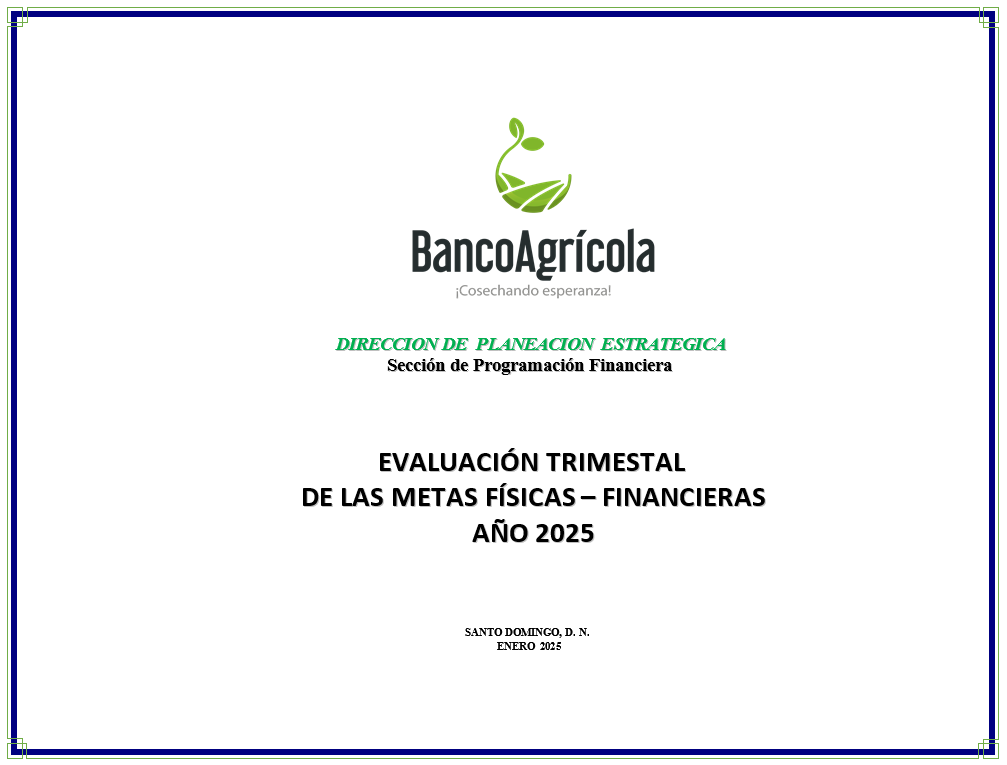 BancoAgrícola
¡Cosechando esperanza!
DIRECCION DE PLANEACION ESTRATEGICA
Sección de Programación Financiera
EVALUACIÓN TRIMESTAL
DE LAS METAS FÍSICAS – FINANCIERAS
AÑO 2025
SANTO DOMINGO, D. N.
ENERO 2025